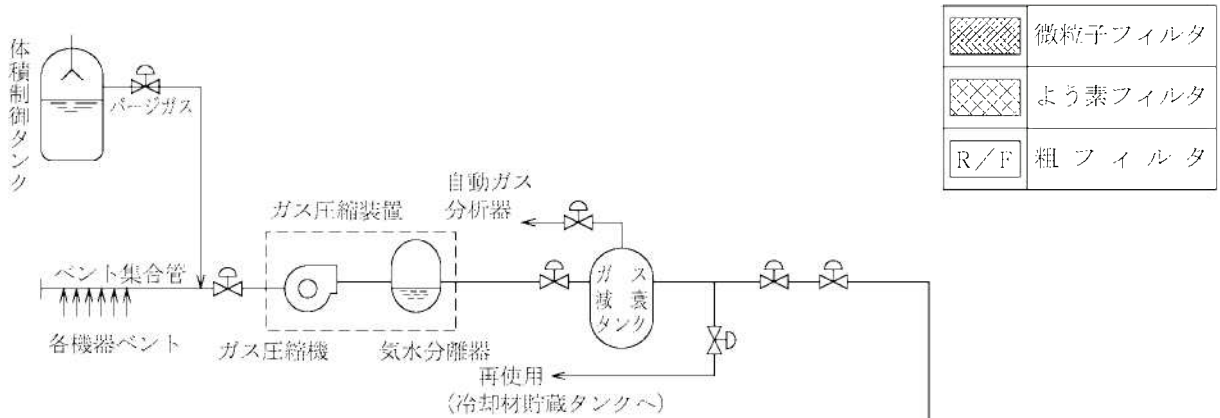 体積制御タンク
パージガス
ベント集合管
各機器ベント
ガス圧縮装置
ガス圧縮機
気水分離器
自動ガス
分析器
ガス
減衰
タンク
再使用
(冷却材貯蔵タンクへ)
微粒子フィルタ
よう素フィルタ
R/F 粗フィルタ